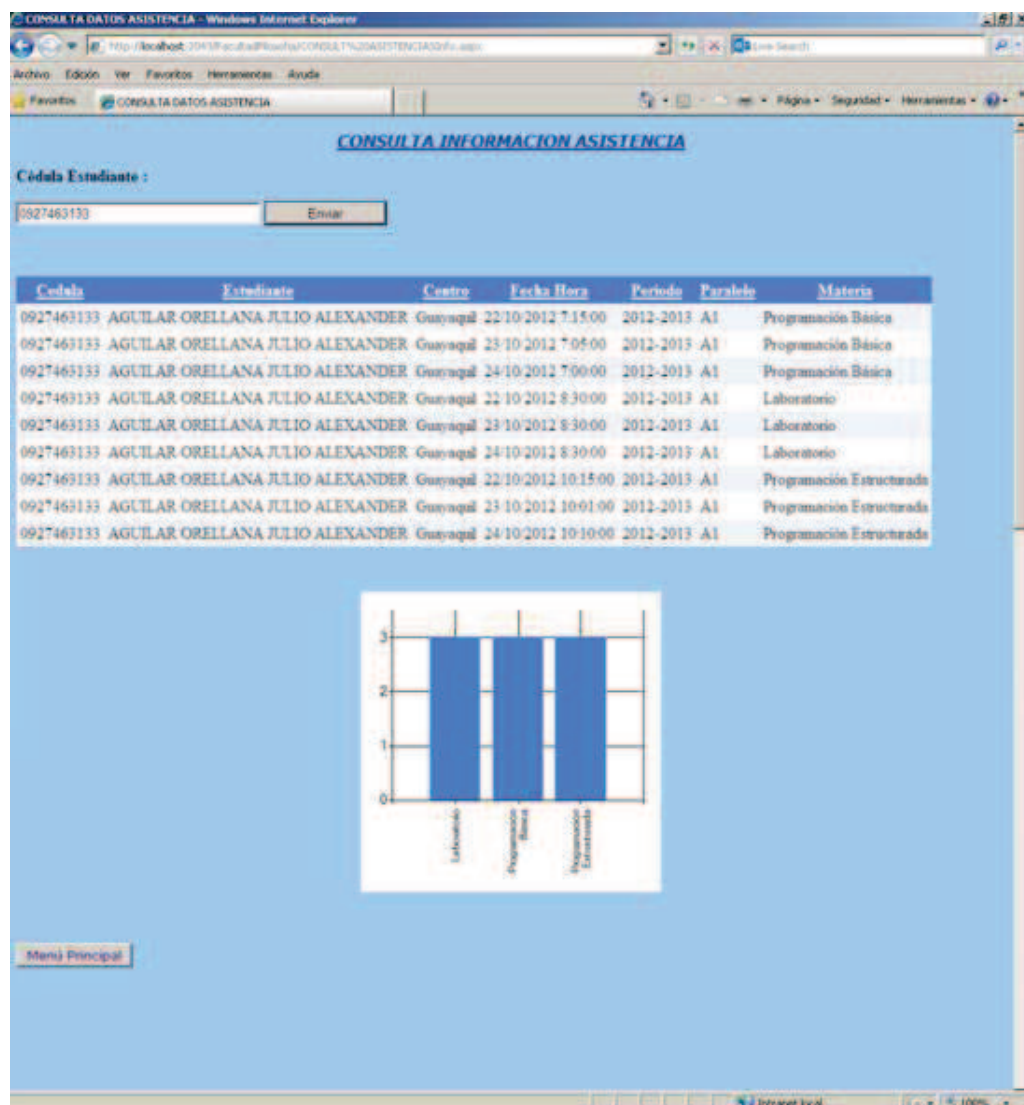 CONSULTA DATOS ASISTENCIA - Windows Internet Explorer
Live Search
Archivo Edición Ver Favoritos Herramientas Ayuda
Favoritos CONSULTA DATOS ASISTENCIA Página Seguridad Herramientas
CONSULTA INFORMACION ASISTENCIA
Cédula Estudiante :
0927463133 Enviar
Cedula Estudiante Centro Fecha Hora Periodo Paralelo Materia
0927463133 AGUILAR ORELLANA JULIO ALEXANDER Guayaquil 22/10/2012 7:15:00 2012-2013 A1 Programación Básica
0927463133 AGUILAR ORELLANA JULIO ALEXANDER Guayaquil 23/10/2012 7:05:00 2012-2013 A1 Programación Básica
0927463133 AGUILAR ORELLANA JULIO ALEXANDER Guayaquil 24/10/2012 7:00:00 2012-2013 A1 Programación Básica
0927463133 AGUILAR ORELLANA JULIO ALEXANDER Guayaquil 22/10/2012 8:30:00 2012-2013 A1 Laboratorio
0927463133 AGUILAR ORELLANA JULIO ALEXANDER Guayaquil 23/10/2012 8:30:00 2012-2013 A1 Laboratorio
0927463133 AGUILAR ORELLANA JULIO ALEXANDER Guayaquil 24/10/2012 8:30:00 2012-2013 A1 Laboratorio
0927463133 AGUILAR ORELLANA JULIO ALEXANDER Guayaquil 22/10/2012 10:15:00 2012-2013 A1 Programación Estructurada
0927463133 AGUILAR ORELLANA JULIO ALEXANDER Guayaquil 23/10/2012 10:01:00 2012-2013 A1 Programación Estructurada
0927463133 AGUILAR ORELLANA JULIO ALEXANDER Guayaquil 24/10/2012 10:10:00 2012-2013 A1 Programación Estructurada
3
2
1
0
Laboratorio
Programación
Básica
Programación
Estructurada
Menú Principal
Intranet local 100%